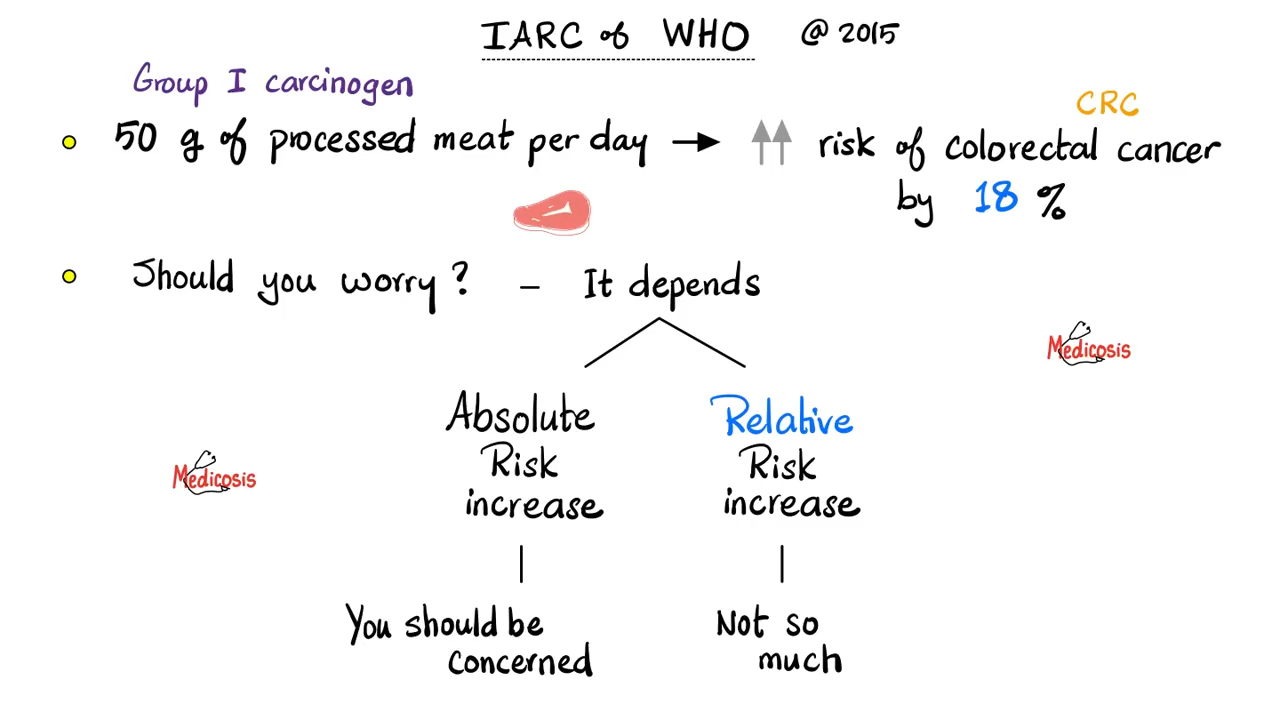 IARC of WHO @ 2015
Group I carcinogen
CRC
50 g of processed meat per day → ↑↑ risk of colorectal cancer
by 18 %
Should you worry? – It depends
Medicosis
Absolute Risk increase
Relative Risk increase
Medicosis
You should be concerned
Not so much